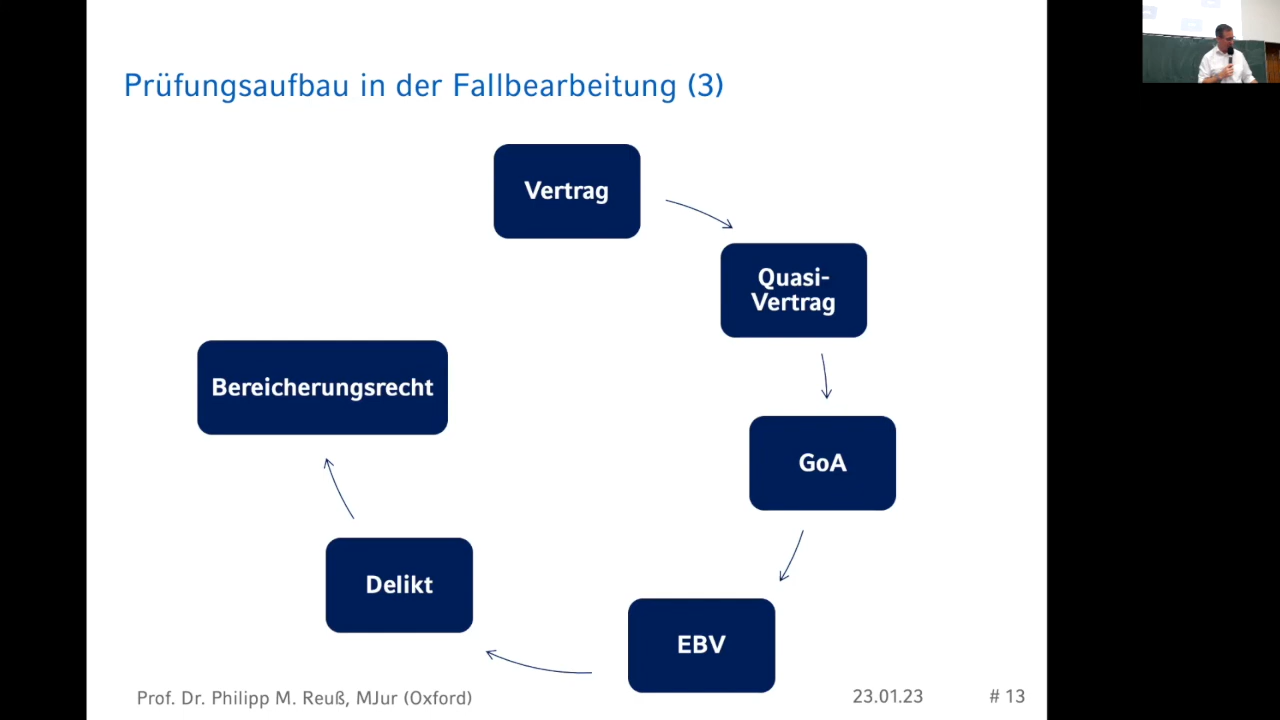 Prüfungsaufbau in der Fallbearbeitung (3)
Vertrag
Quasi-
Vertrag
GoA
EBV
Delikt
Bereicherungsrecht
Prof. Dr. Philipp M. Reuß, MJur (Oxford)
23.01.23
# 13